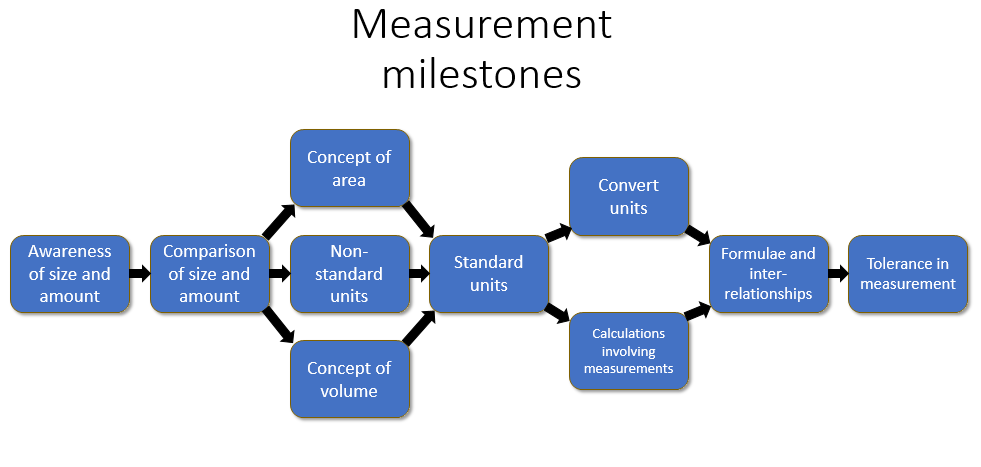 Measurement
milestones
Awareness
of size and
amount
Comparison
of size and
amount
Concept of
area
Non-
standard
units
Concept of
volume
Standard
units
Convert
units
Calculations
involving
measurements
Formulae and
inter-
relationships
Tolerance in
measurement